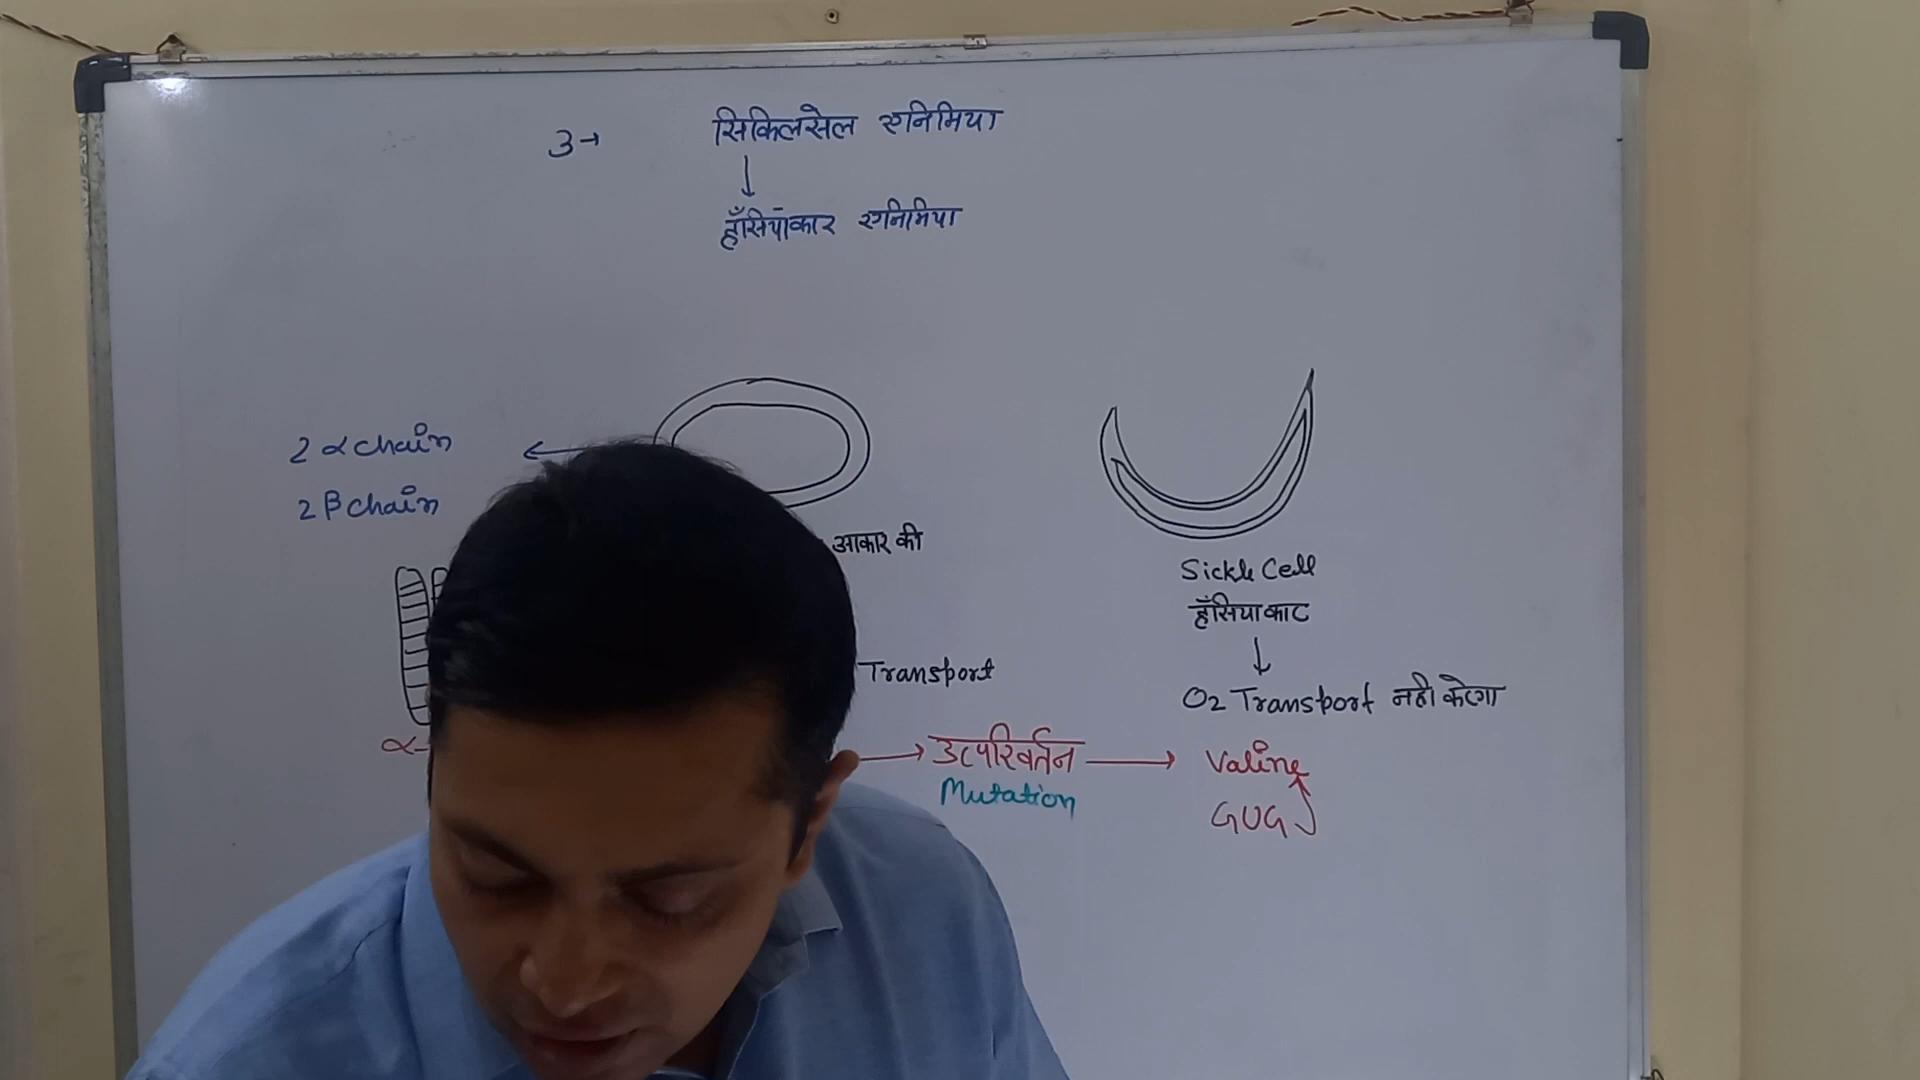 3→ सिकिलसेल एनिमिया
↓
हँसियांकार एनिमिया
2 α chain ←
2 β chain
आकार की
Sickle Cell
हँसियाकार
↓
Transport
O2 Transport नही करेगा
α-
→ उत्परिवर्तन → Valine
Mutation
GUG